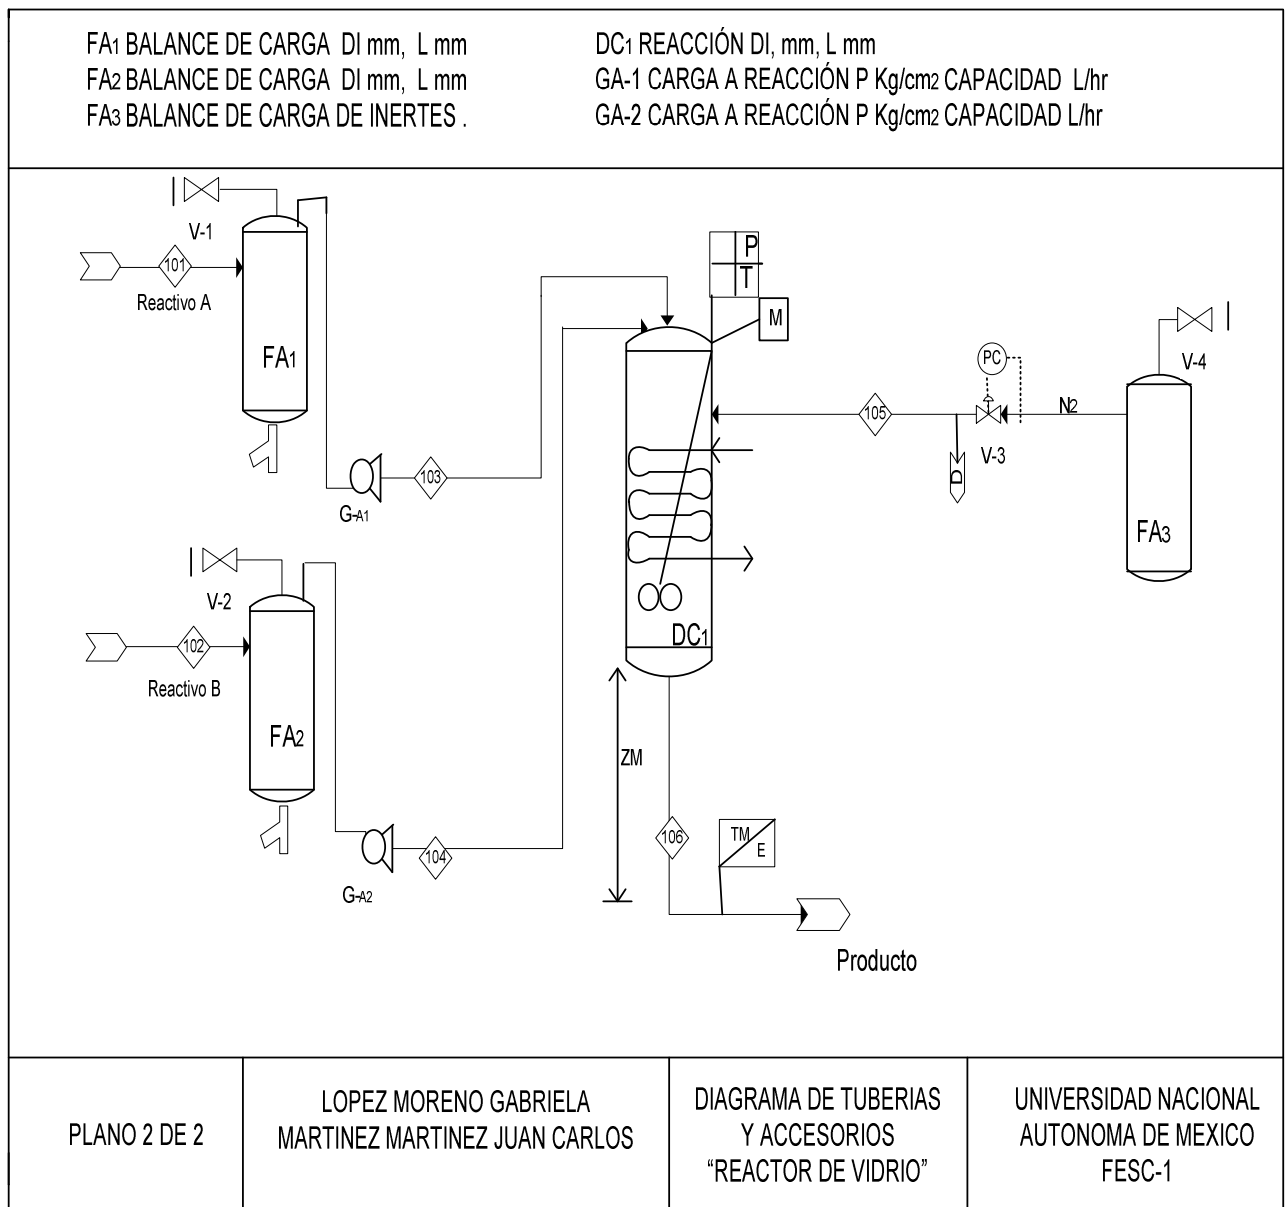 FA1 BALANCE DE CARGA DI mm, L mm
FA2 BALANCE DE CARGA DI mm, L mm
FA3 BALANCE DE CARGA DE INERTES .
DC1 REACCIÓN DI, mm, L mm
GA-1 CARGA A REACCIÓN P Kg/cm2 CAPACIDAD L/hr
GA-2 CARGA A REACCIÓN P Kg/cm2 CAPACIDAD L/hr
V-1
101
Reactivo A
FA1
G-A1
103
P
T
M
PC
V-4
105
N2
V-3
D
FA3
V-2
102
Reactivo B
FA2
G-A2
104
DC1
ZM
106
TM
E
Producto
PLANO 2 DE 2
LOPEZ MORENO GABRIELA
MARTINEZ MARTINEZ JUAN CARLOS
DIAGRAMA DE TUBERIAS
Y ACCESORIOS
“REACTOR DE VIDRIO”
UNIVERSIDAD NACIONAL
AUTONOMA DE MEXICO
FESC-1